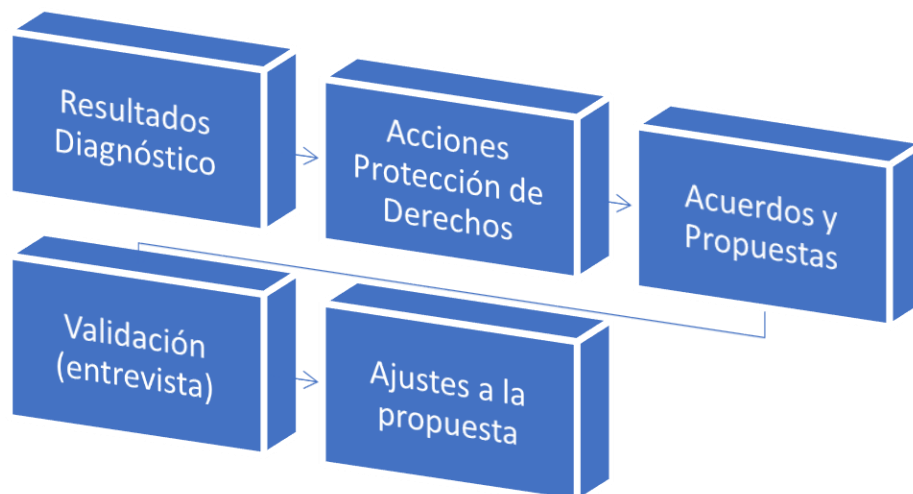 Resultados
Diagnóstico
Acciones
Protección de
Derechos
Acuerdos y
Propuestas
Validación
(entrevista)
Ajustes a la
propuesta